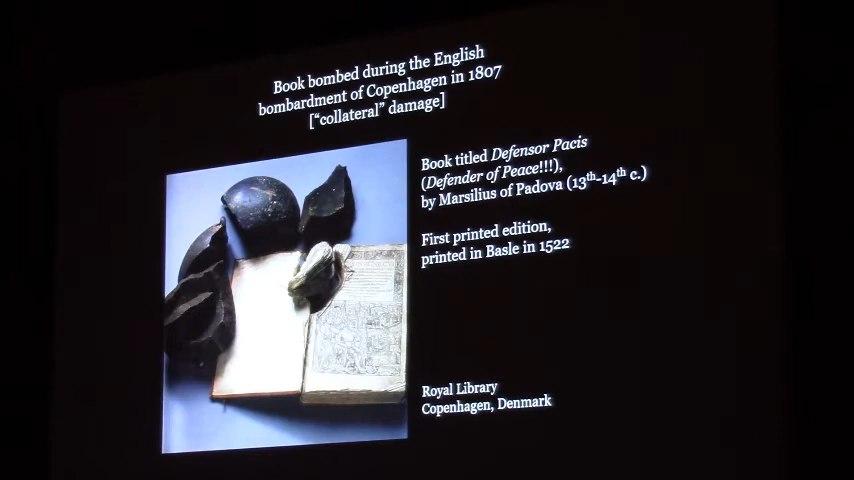 Book bombed during the English
bombardment of Copenhagen in 1807
[“collateral” damage]
Book titled Defensor Pacis
(Defender of Peace!!!),
by Marsilius of Padova (13th-14th c.)
First printed edition,
printed in Basle in 1522
Royal Library
Copenhagen, Denmark